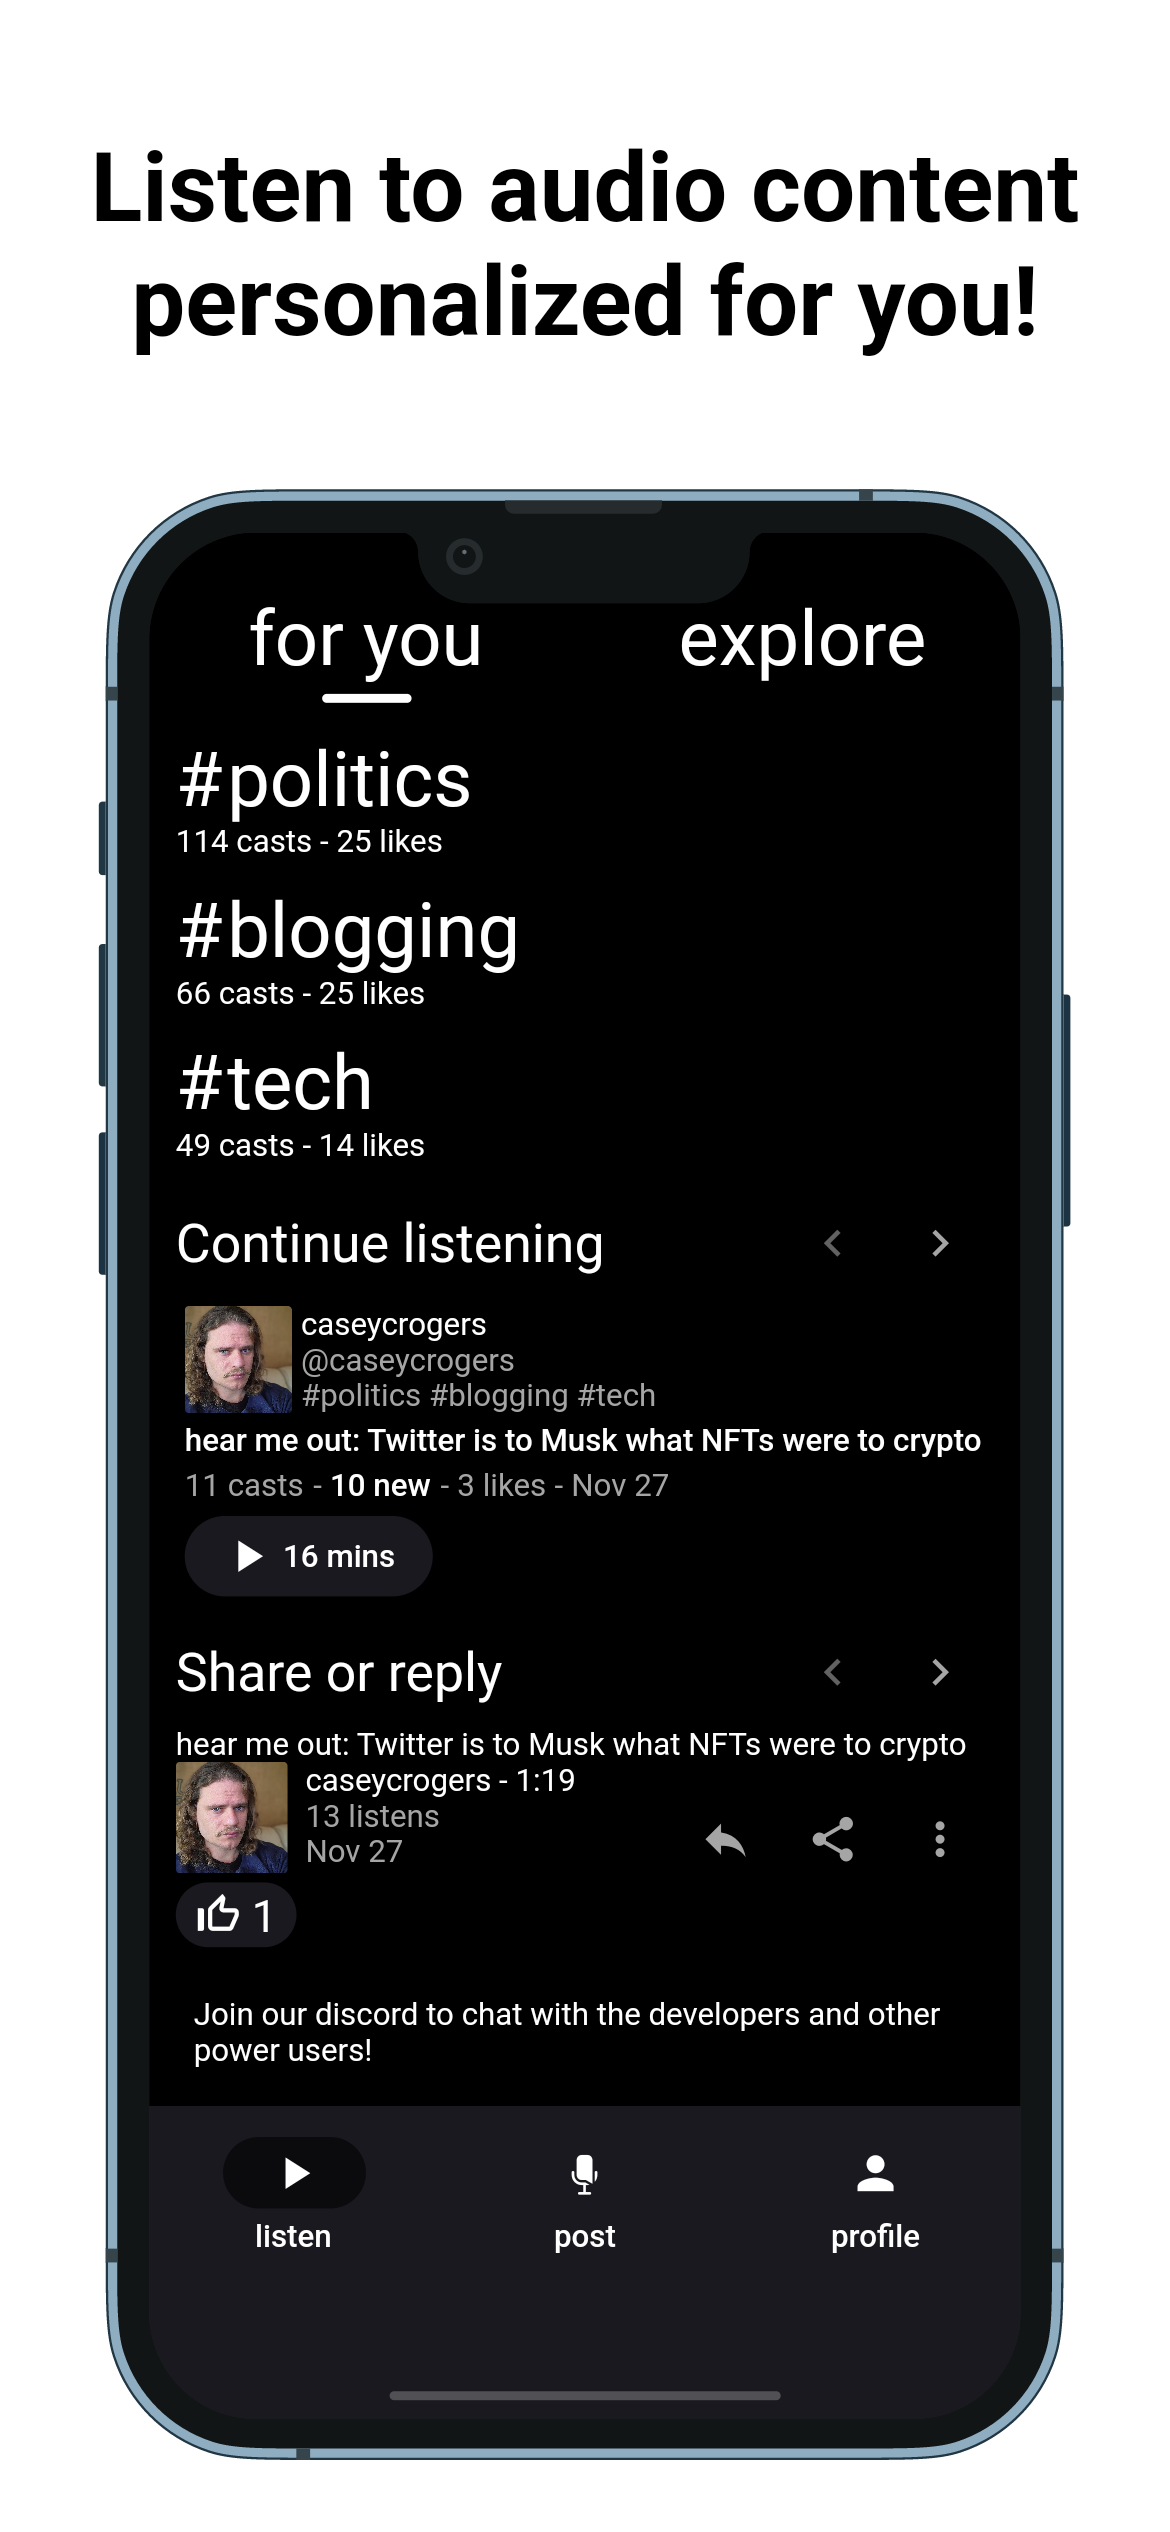 Listen to audio content
personalized for you!
for you
explore
#politics
114 casts - 25 likes
#blogging
66 casts - 25 likes
#tech
49 casts - 14 likes
Continue listening
caseycrogers
@caseycrogers
#politics #blogging #tech
hear me out: Twitter is to Musk what NFTs were to crypto
11 casts - 10 new - 3 likes - Nov 27
16 mins
Share or reply
hear me out: Twitter is to Musk what NFTs were to crypto
caseycrogers - 1:19
13 listens
Nov 27
1
Join our discord to chat with the developers and other
power users!
listen
post
profile